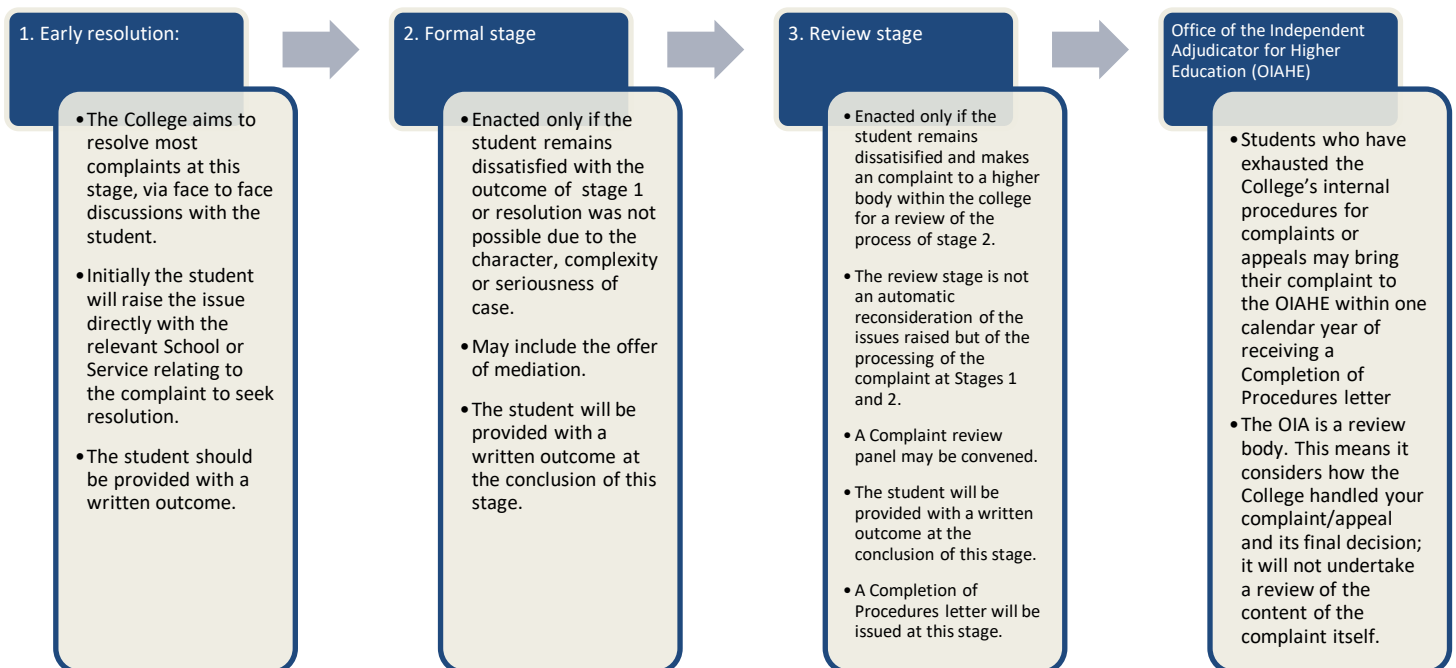 1. Early resolution:
•The College aims to
resolve most
complaints at this
stage, via face to face
discussions with the
student.
•Initially the student
will raise the issue
directly with the
relevant School or
Service relating to
the complaint to seek
resolution.
•The student should
be provided with a
written outcome.
2. Formal stage
•Enacted only if the
student remains
dissatisfied with the
outcome of stage 1
or resolution was not
possible due to the
character, complexity
or seriousness of
case.
•May include the offer
of mediation.
•The student will be
provided with a
written outcome at
the conclusion of this
stage.
3. Review stage
•Enacted only if the
student remains
dissatisified and makes
an complaint to a higher
body within the college
for a review of the
process of stage 2.
•The review stage is not
an automatic
reconsideration of the
issues raised but of the
processing of the
complaint at Stages 1
and 2.
•A Complaint review
panel may be convened.
•The student will be
provided with a written
outcome at the
conclusion of this stage.
•A Completion of
Procedures letter will be
issued at this stage.
Office of the Independent
Adjudicator for Higher
Education (OIAHE)
•Students who have
exhausted the
College’s internal
procedures for
complaints or
appeals may bring
their complaint to
the OIAHE within one
calendar year of
receiving a
Completion of
Procedures letter
•The OIA is a review
body. This means it
considers how the
College handled your
complaint/appeal
and its final decision;
it will not undertake
a review of the
content of the
complaint itself.